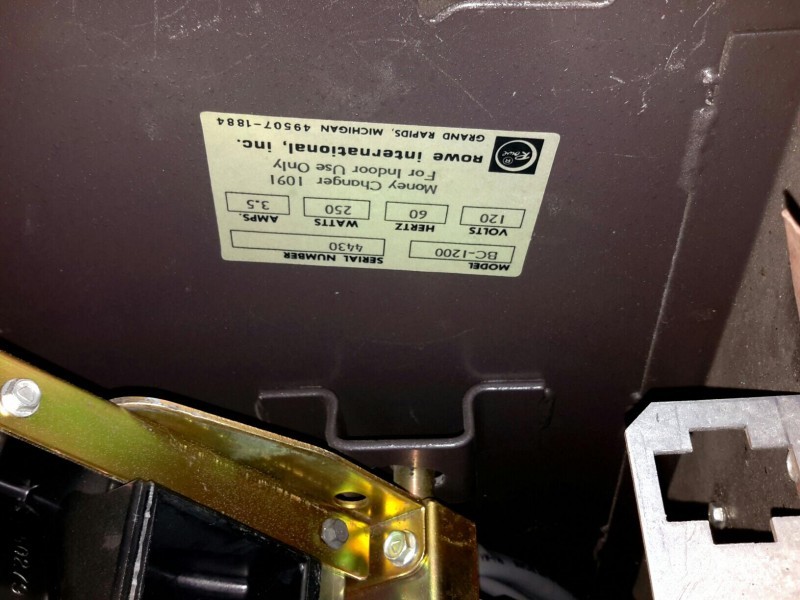 MODEL SERIAL NUMBER
BC-1200 4430
VOLTS HERTZ WATTS AMPS.
120 60 250 3.5
Money Changer 1091
For Indoor Use Only
Rowe ® ROWE international, inc.
GRAND RAPIDS, MICHIGAN 49507-1884